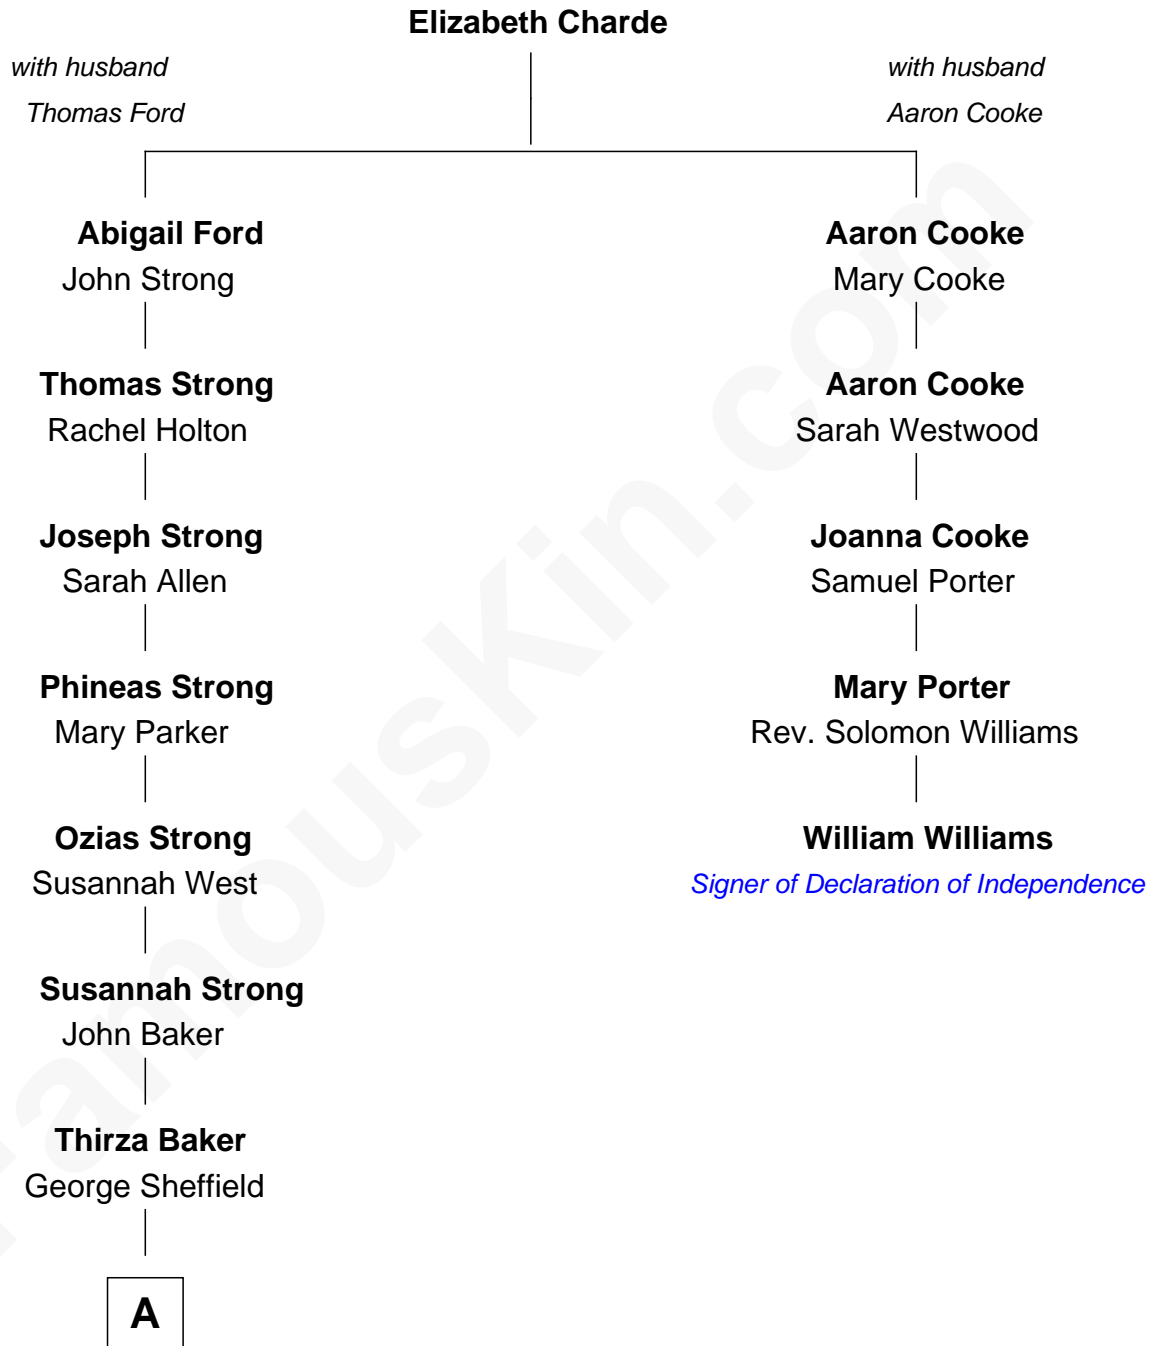 Elizabeth Charde
with husband
Thomas Ford
with husband
Aaron Cooke
Abigail Ford
John Strong
Aaron Cooke
Mary Cooke
Thomas Strong
Rachel Holton
Aaron Cooke
Sarah Westwood
Joseph Strong
Sarah Allen
Joanna Cooke
Samuel Porter
Phineas Strong
Mary Parker
Mary Porter
Rev. Solomon Williams
Ozias Strong
Susannah West
William Williams
Signer of Declaration of Independence
Susannah Strong
John Baker
Thirza Baker
George Sheffield
A
FamousKin.com